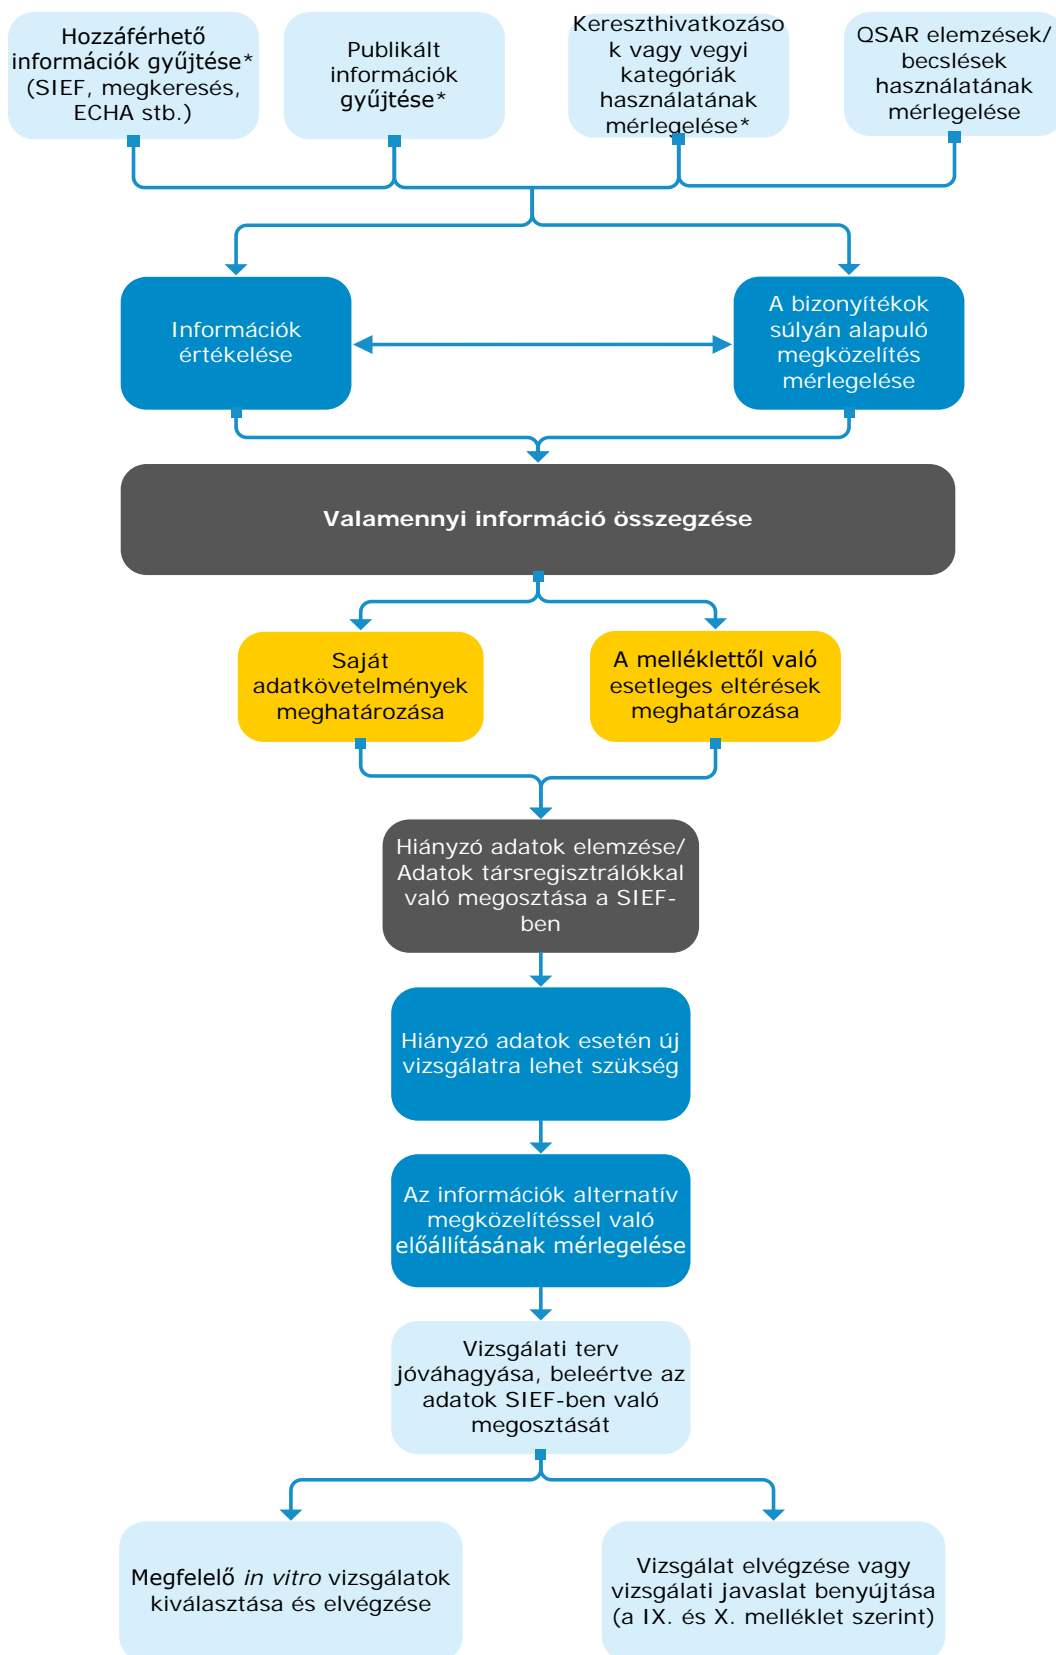 Hozzáférhető
információk gyűjtése*
(SIEF, megkeresés,
ECHA stb.)
Publikált
információk
gyűjtése*
Kereszthivatkozáso
k vagy vegyi
kategóriák
használatának
mérlegelése*
QSAR elemzések/
becslések
használatának
mérlegelése
Információk
értékelése
A bizonyítékok
súlyán alapuló
megközelítés
mérlegelése
Valamennyi információ összegzése
Saját
adatkövetelmények
meghatározása
A melléklettől való
esetleges eltérések
meghatározása
Hiányzó adatok elemzése/
Adatok társregisztrálókkal
való megosztása a SIEF-
ben
Hiányzó adatok esetén új
vizsgálatra lehet szükség
Az információk alternatív
megközelítéssel való
előállításának mérlegelése
Vizsgálati terv
jóváhagyása, beleértve az
adatok SIEF-ben való
megosztását
Megfelelő in vitro vizsgálatok
kiválasztása és elvégzése
Vizsgálat elvégzése vagy
vizsgálati javaslat benyújtása
(a IX. és X. melléklet szerint)